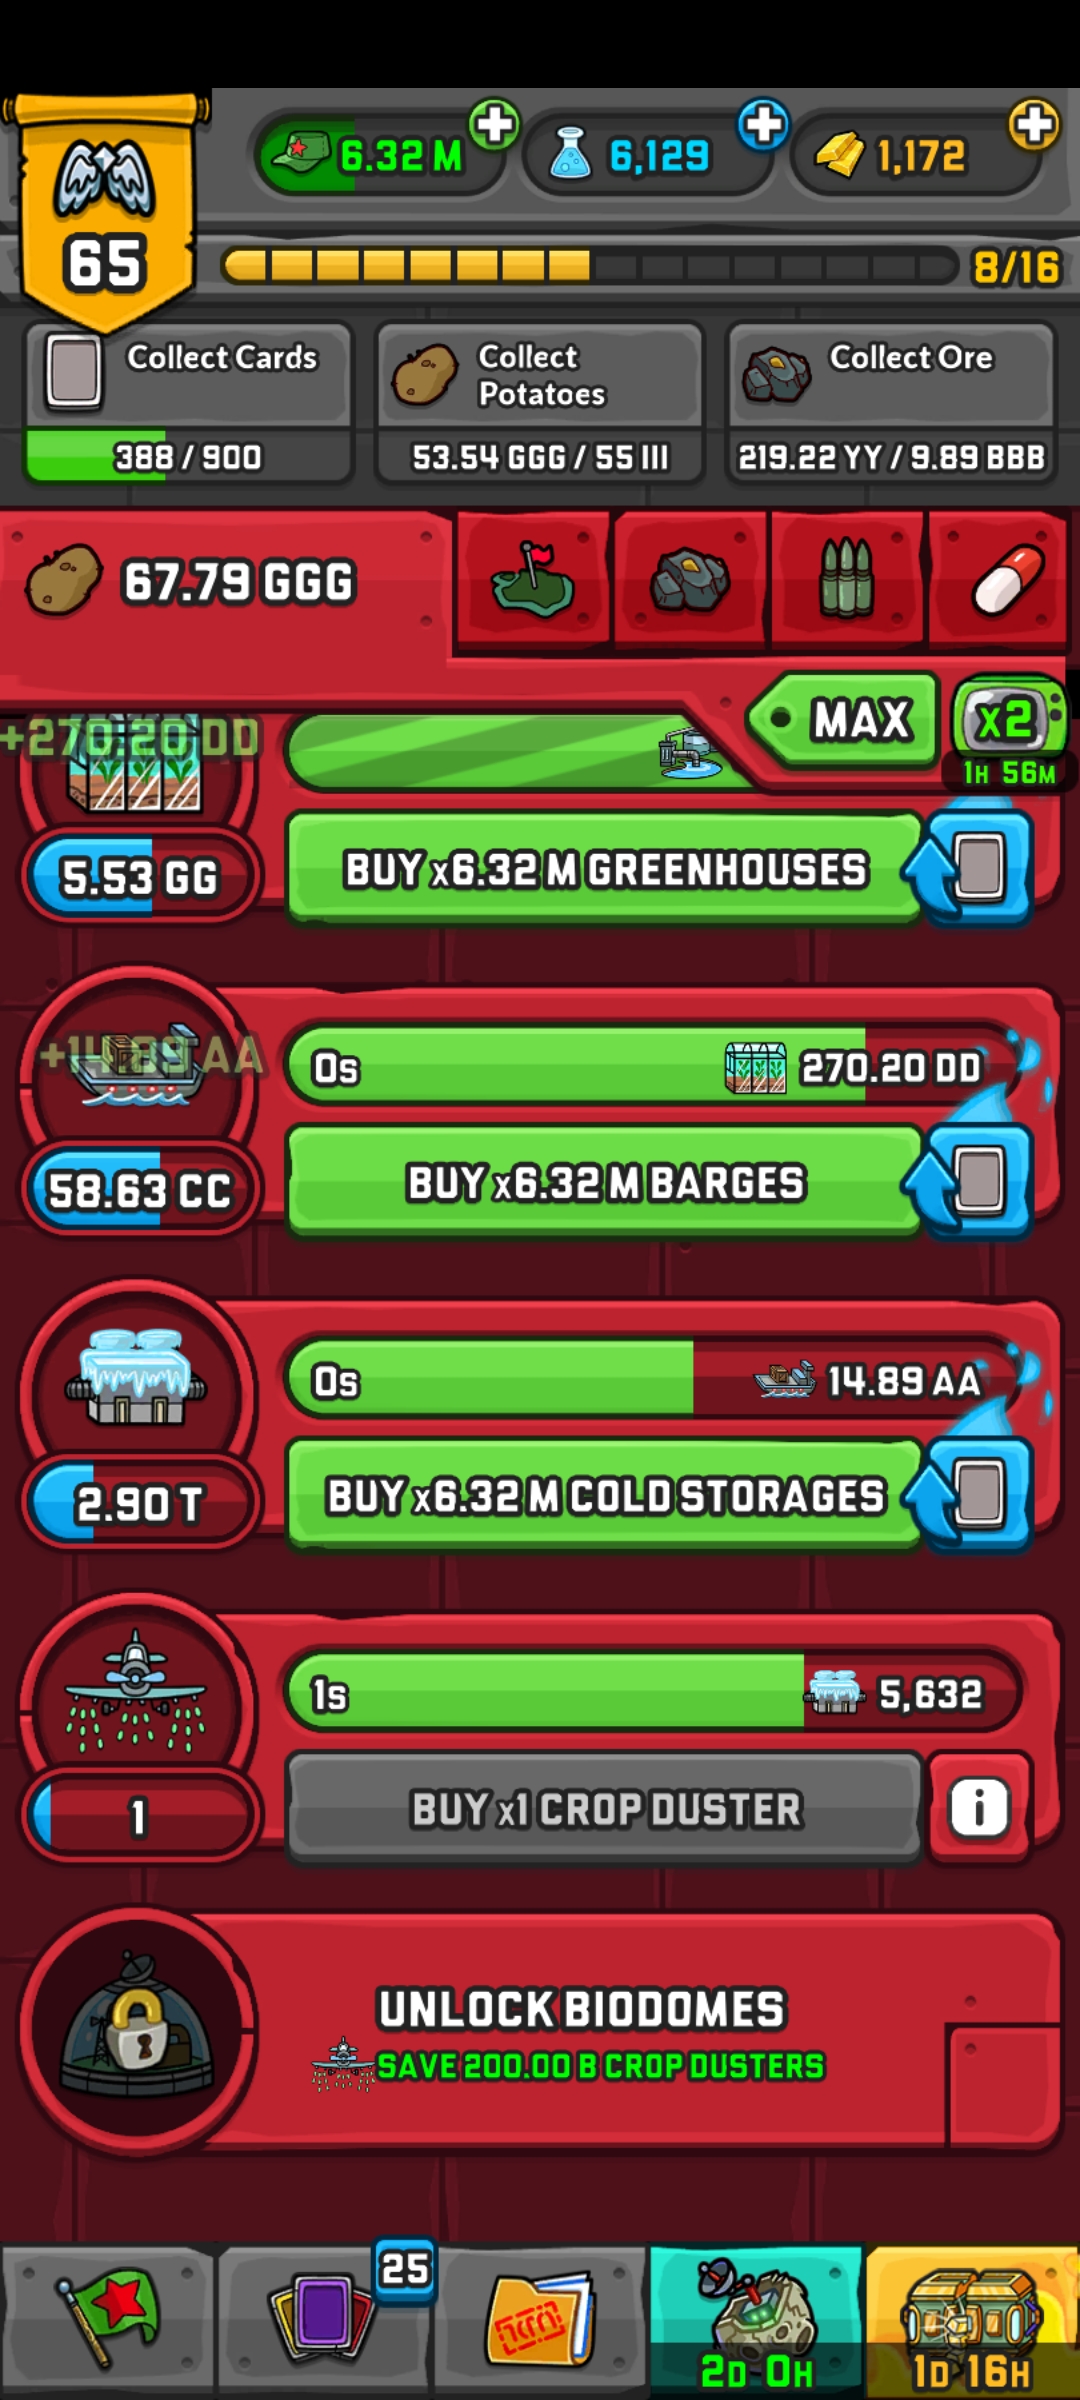 6.32 M
6,129
1,172
65
8/16
Collect Cards
388 / 900
Collect
Potatoes
53.54 GGG / 55 III
Collect Ore
219.22 YY / 9.89 BBB
67.79 GGG
MAX
x2
1H 56M
+270.20 DD
5.53 GG
BUY x6.32 M GREENHOUSES
+14.89 AA
0s
270.20 DD
58.63 CC
BUY x6.32 M BARGES
0s
14.89 AA
2.90 T
BUY x6.32 M COLD STORAGES
1s
5,632
1
BUY x1 CROP DUSTER
i
UNLOCK BIODOMES
SAVE 200.00 B CROP DUSTERS
25
2D 0H
1D 16H